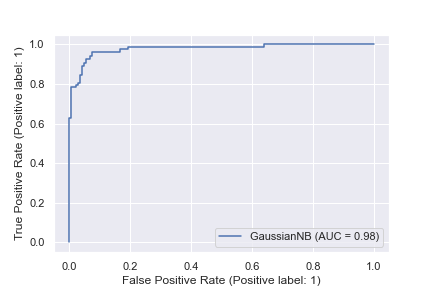 True Positive Rate (Positive label: 1)
1.0
0.8
0.6
0.4
0.2
0.0
GaussianNB (AUC = 0.98)
0.0 0.2 0.4 0.6 0.8 1.0
False Positive Rate (Positive label: 1)